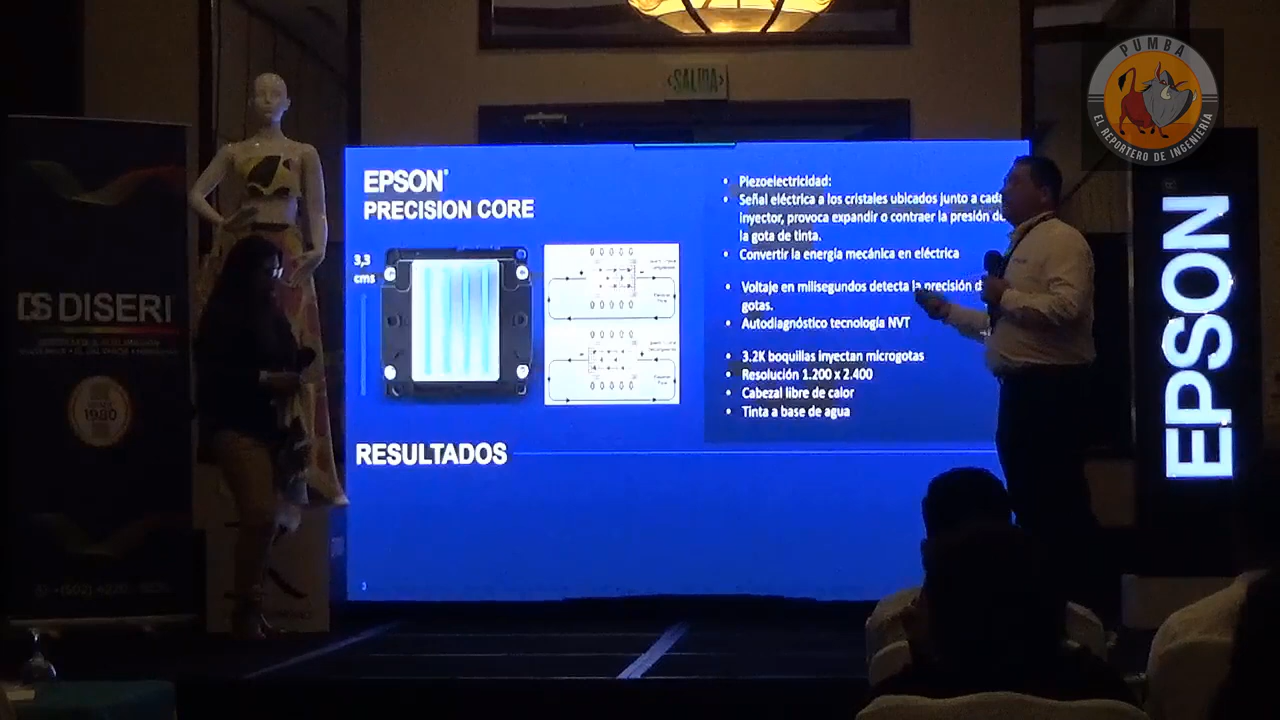 PUMBA
EL REPORTERO DE INGENIERÍA
‹SALIDA›
EPSON
PRECISION CORE
3,3
cms
• Piezoelectricidad:
• Señal eléctrica a los cristales ubicados junto a cada
inyector, provoca expandir o contraer la presión de
la gota de tinta.
• Convertir la energía mecánica en eléctrica
• Voltaje en milisegundos detecta la precisión d
gotas.
• Autodiagnóstico tecnología NVT
• 3.2K boquillas inyectan microgotas
• Resolución 1.200 x 2.400
• Cabezal libre de calor
• Tinta a base de agua
RESULTADOS
3
DS DISERI
1980
EPSON